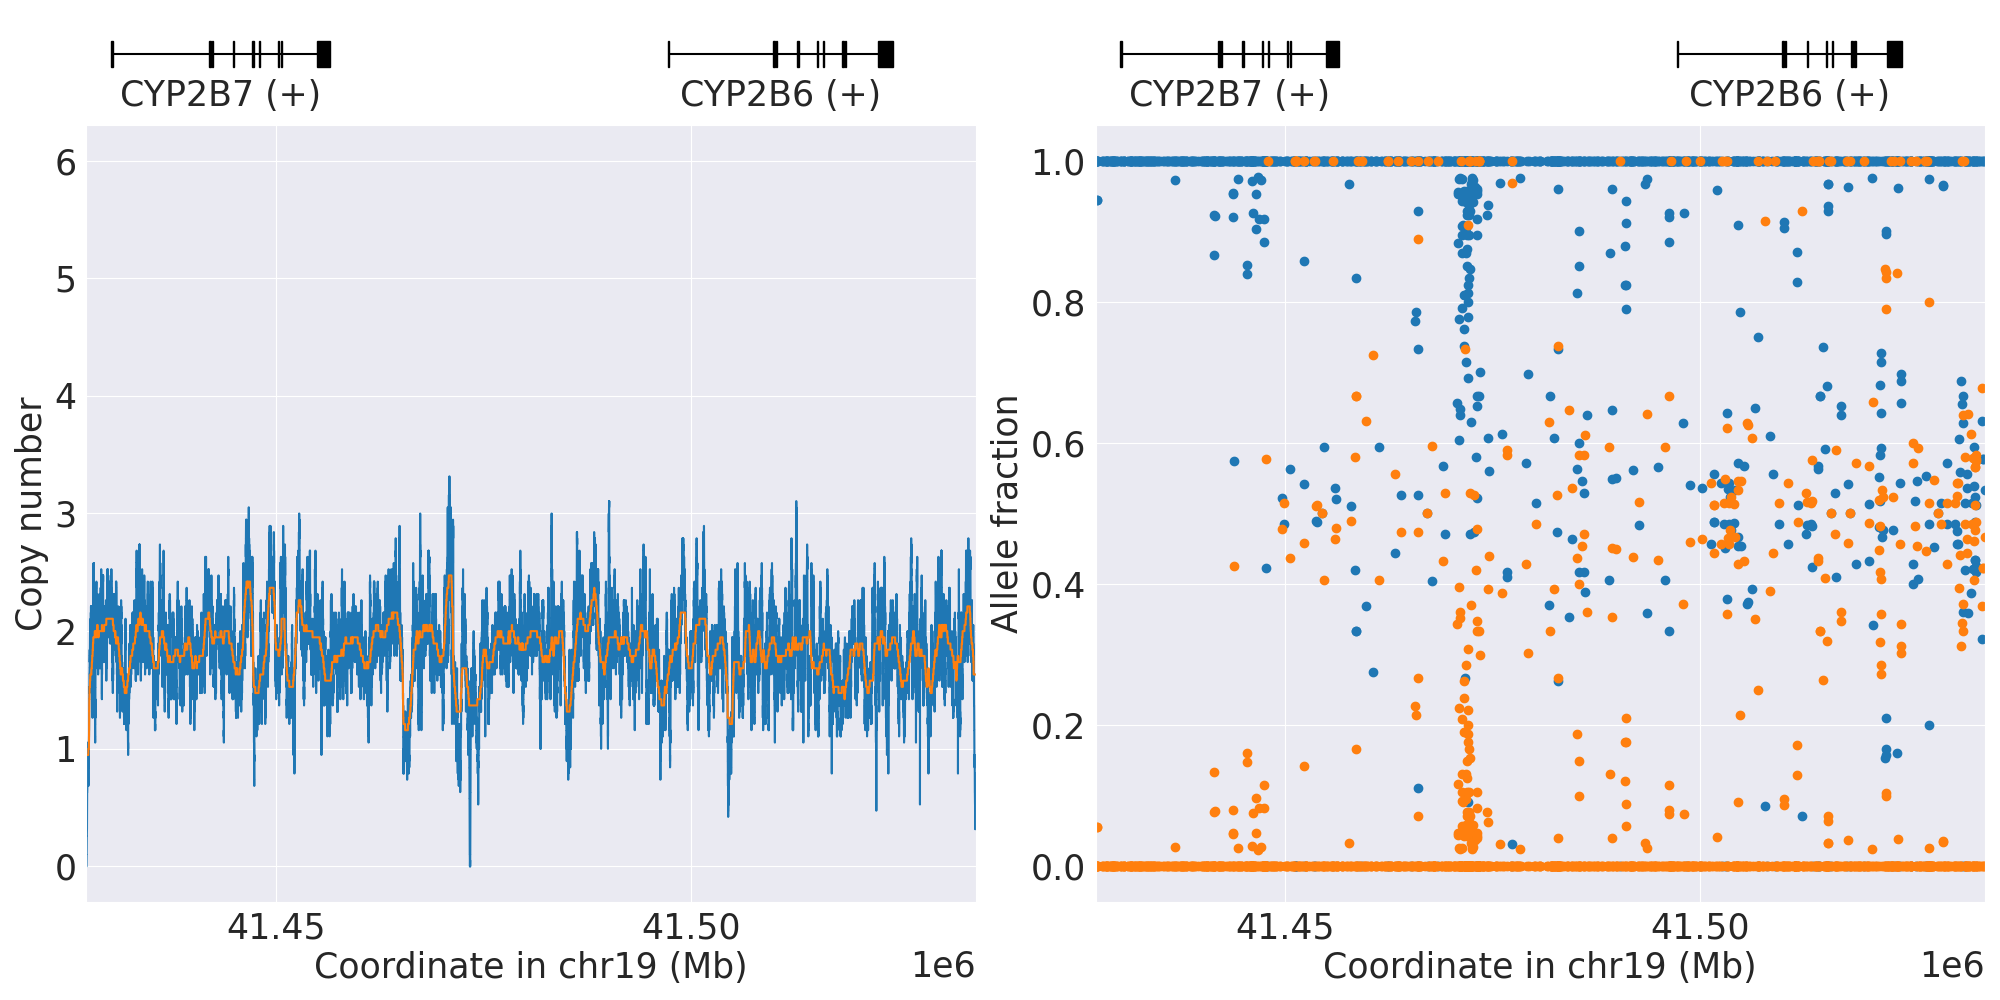 CYP2B7 (+)
CYP2B6 (+)
CYP2B7 (+)
CYP2B6 (+)
6
5
4
3
2
1
0
Copy number
41.45
41.50
Coordinate in chr19 (Mb)
1e6
1.0
0.8
0.6
0.4
0.2
0.0
Allele fraction
41.45
41.50
Coordinate in chr19 (Mb)
1e6